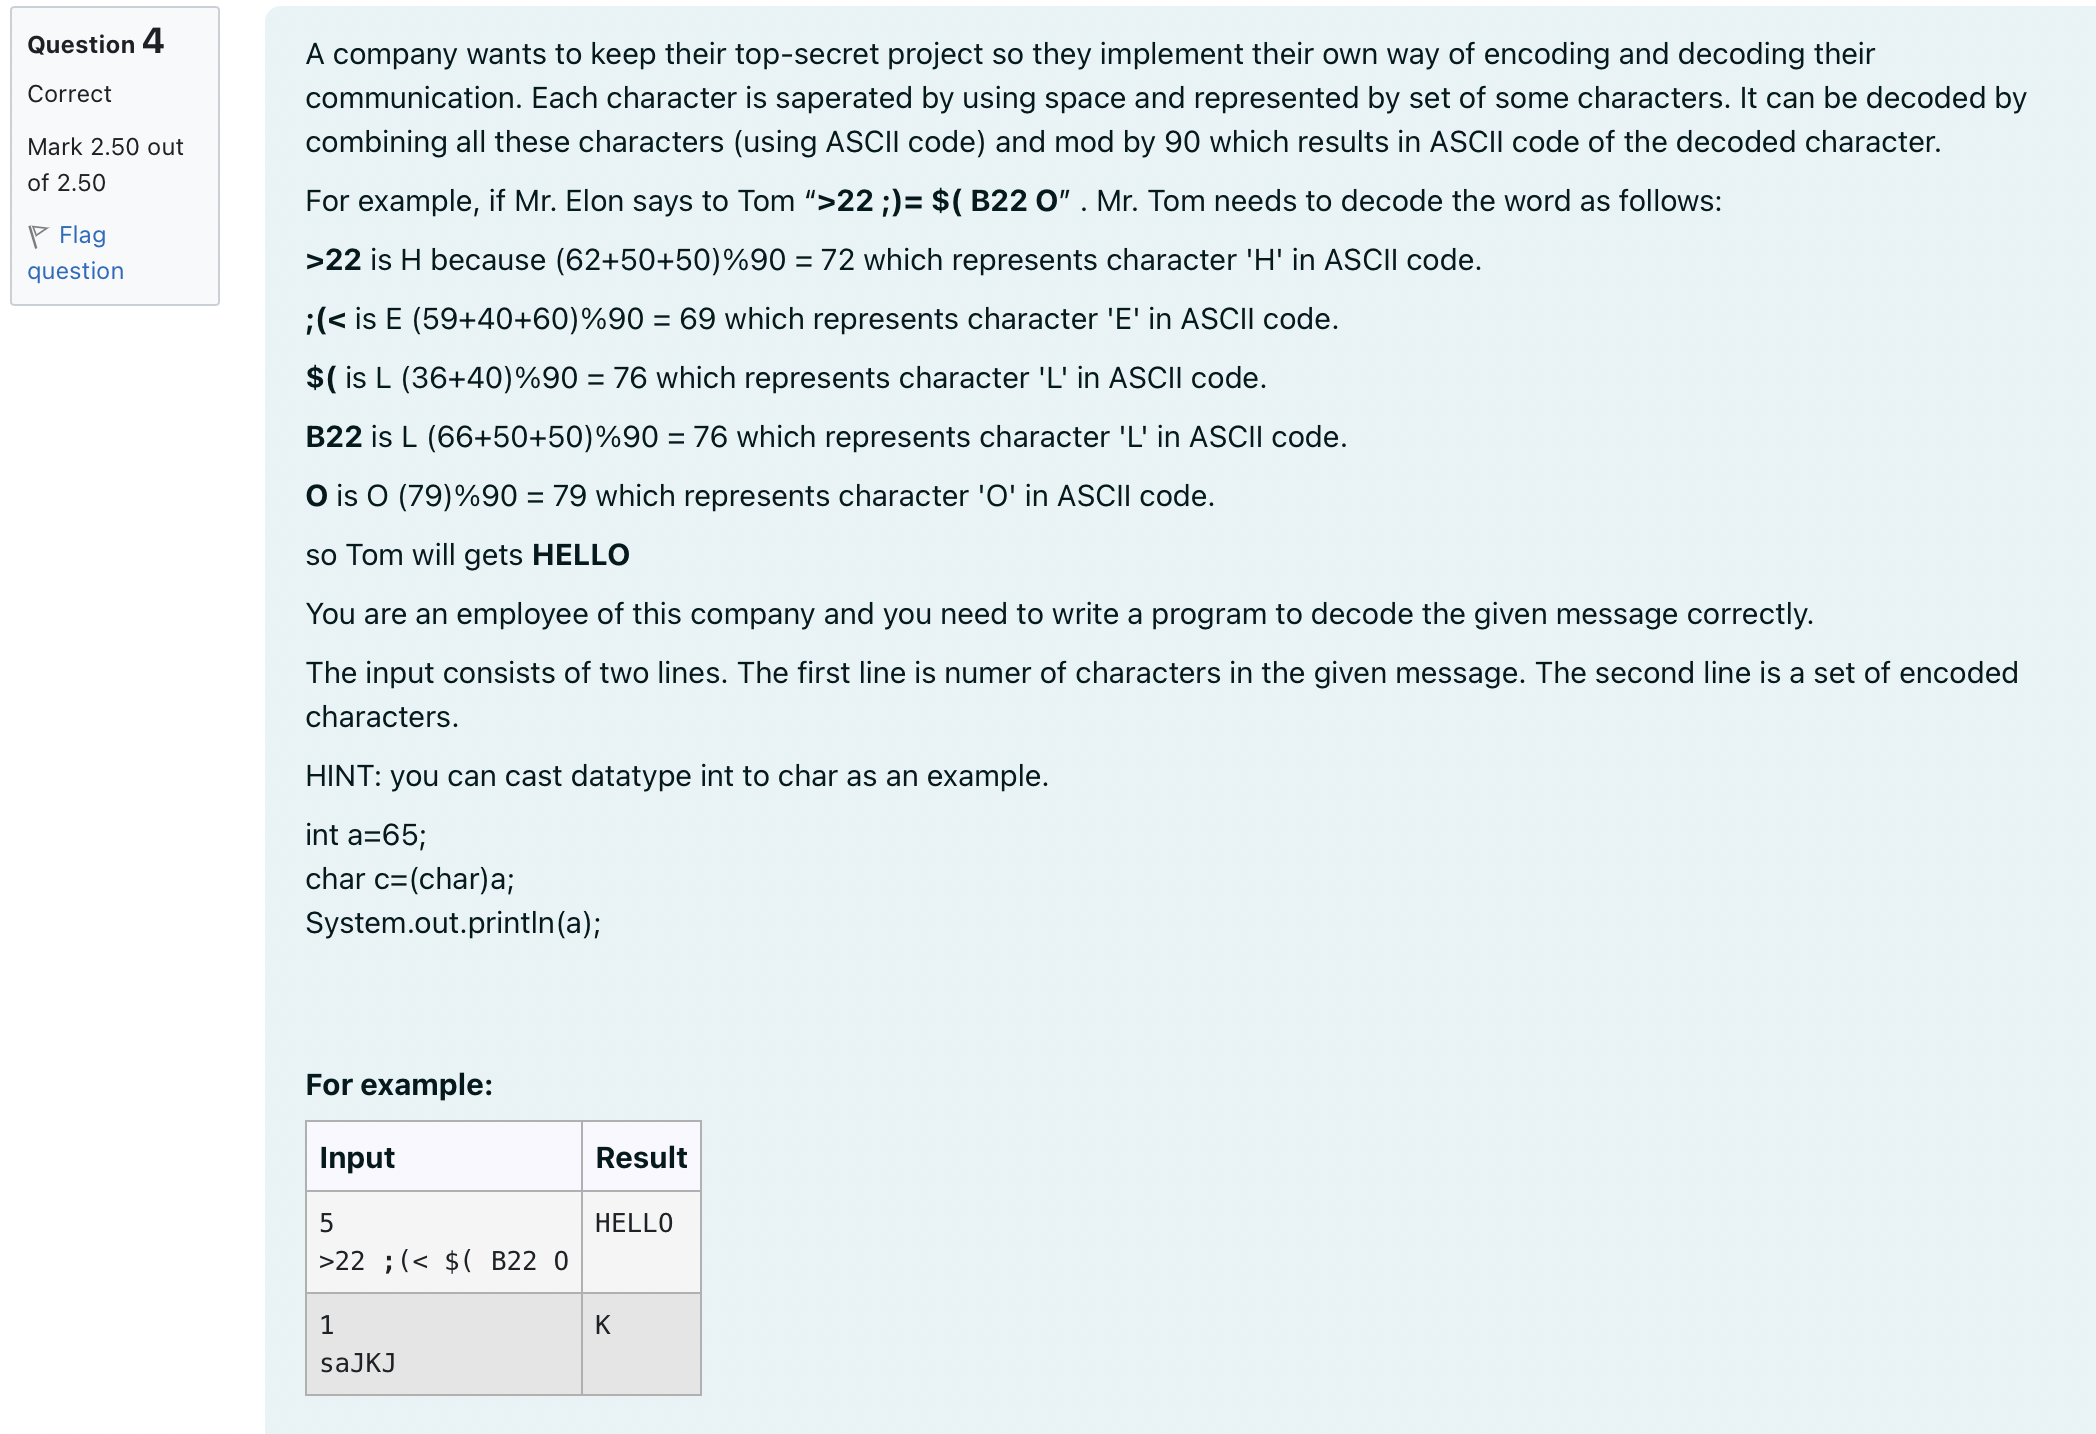 Question 4
Correct
Mark 2.50 out
of 2.50
Flag
question
A company wants to keep their top-secret project so they implement their own way of encoding and decoding their
communication. Each character is saperated by using space and represented by set of some characters. It can be decoded by
combining all these characters (using ASCII code) and mod by 90 which results in ASCII code of the decoded character.
For example, if Mr. Elon says to Tom “>22 ;)= $( B22 O” . Mr. Tom needs to decode the word as follows:
>22 is H because (62+50+50)%90 = 72 which represents character 'H' in ASCII code.
;(< is E (59+40+60)%90 = 69 which represents character 'E' in ASCII code.
$( is L (36+40)%90 = 76 which represents character 'L' in ASCII code.
B22 is L (66+50+50)%90 = 76 which represents character 'L' in ASCII code.
O is O (79)%90 = 79 which represents character 'O' in ASCII code.
so Tom will gets HELLO
You are an employee of this company and you need to write a program to decode the given message correctly.
The input consists of two lines. The first line is numer of characters in the given message. The second line is a set of encoded
characters.
HINT: you can cast datatype int to char as an example.
int a=65;
char c=(char)a;
System.out.println(a);
For example:
Input Result
5 HELLO
>22 ;(< $( B22 O
1 K
saJKJ